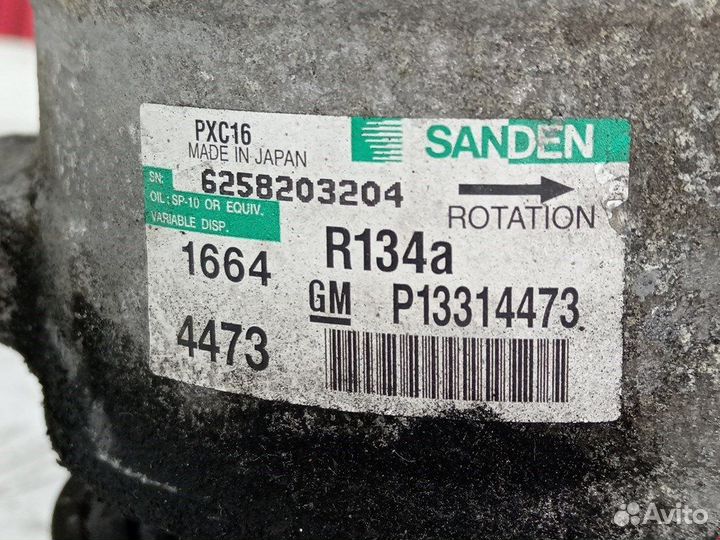 PXC16
MADE IN JAPAN
SANDEN
SN: 6258203204
OIL: SP-10 OR EQUIV.
VARIABLE DISP.
ROTATION
1664
R134a
GM P13314473
4473
Avito